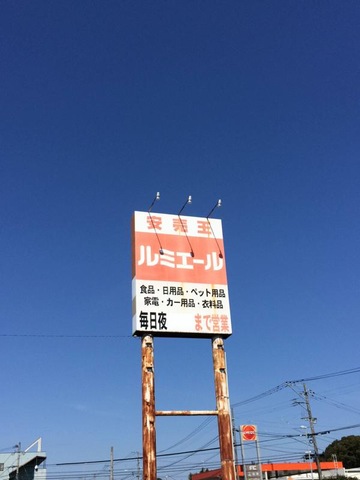 安売王
ルミエール
食品・日用品・ペット用品
家電・カー用品・衣料品
毎日夜 まで営業